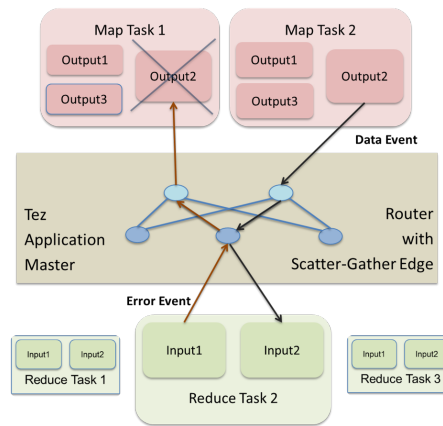 Map Task 1
Output1
Output2
Output3
Map Task 2
Output1
Output2
Output3
Data Event
Tez
Application
Master
Router
with
Scatter-Gather Edge
Error Event
Input1
Input2
Reduce Task 1
Input1
Input2
Reduce Task 2
Input1
Input2
Reduce Task 3